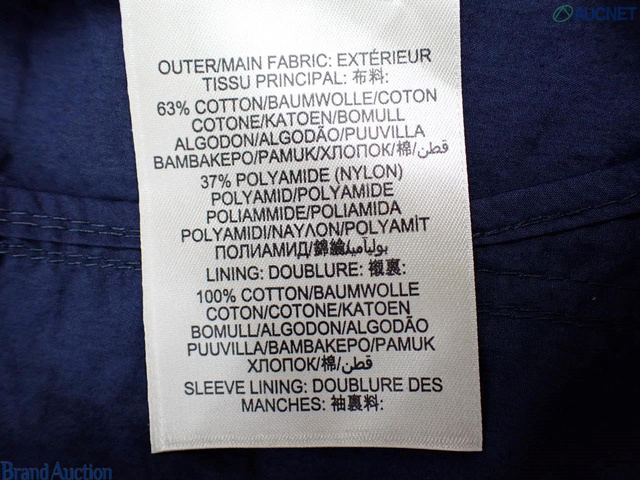 AUCNET
OUTER/MAIN FABRIC: EXTÉRIEUR
TISSU PRINCIPAL: 布料:
63% COTTON/BAUMWOLLE/COTON
COTONE/KATOEN/BOMULL
ALGODON/ALGODÃO/PUUVILLA
BAMBAKEPO/PAMUK/ХЛОПОК/棉/قطن/
37% POLYAMIDE (NYLON)
POLYAMID/POLYAMIDE
POLIAMMIDE/POLIAMIDA
POLYAMIDI/ΝΑΥΛΟΝ/POLYAMİT
ПОЛИАМИД/錦綸/بولياميد
LINING: DOUBLURE: 襯裏:
100% COTTON/BAUMWOLLE
COTON/COTONE/KATOEN
BOMULL/ALGODON/ALGODÃO
PUUVILLA/BAMBAKEPO/PAMUK
ХЛОПОК/棉/قطن/
SLEEVE LINING: DOUBLURE DES
MANCHES: 袖裏料:
Brand Auction